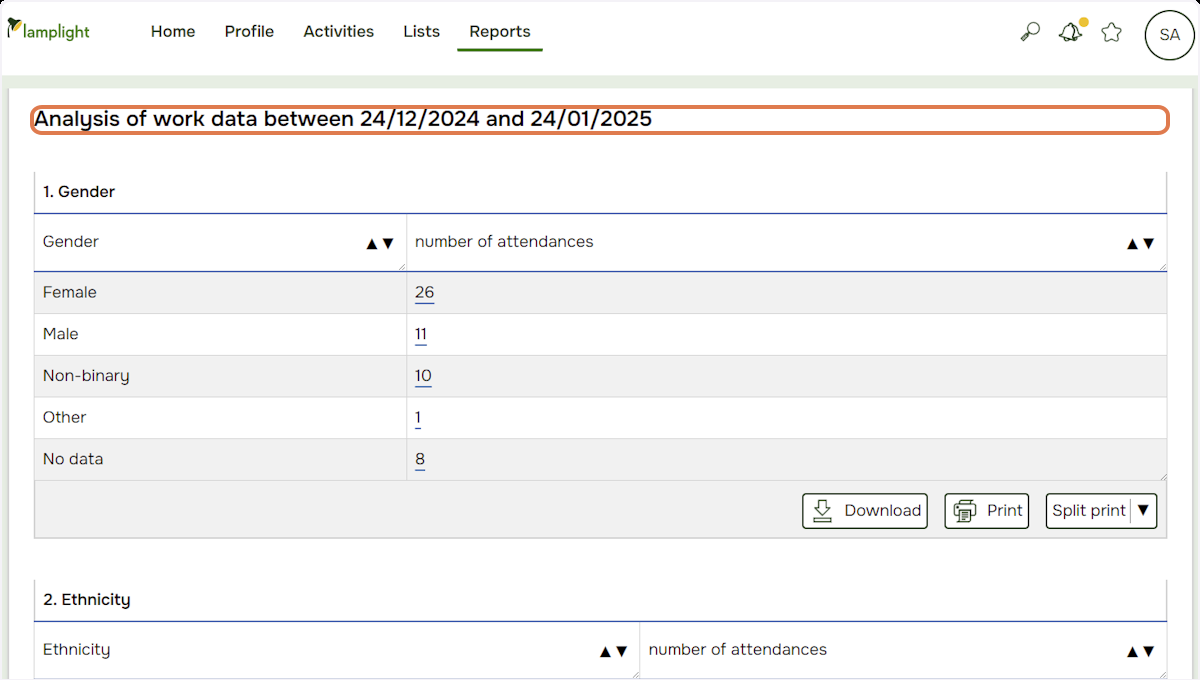 lamplight
Home Profile Activities Lists Reports
SA
Analysis of work data between 24/12/2024 and 24/01/2025
1. Gender
Gender ▲▼ number of attendances ▲▼
Female 26
Male 11
Non-binary 10
Other 1
No data 8
Download Print Split print ▼
2. Ethnicity
Ethnicity ▲▼ number of attendances ▲▼